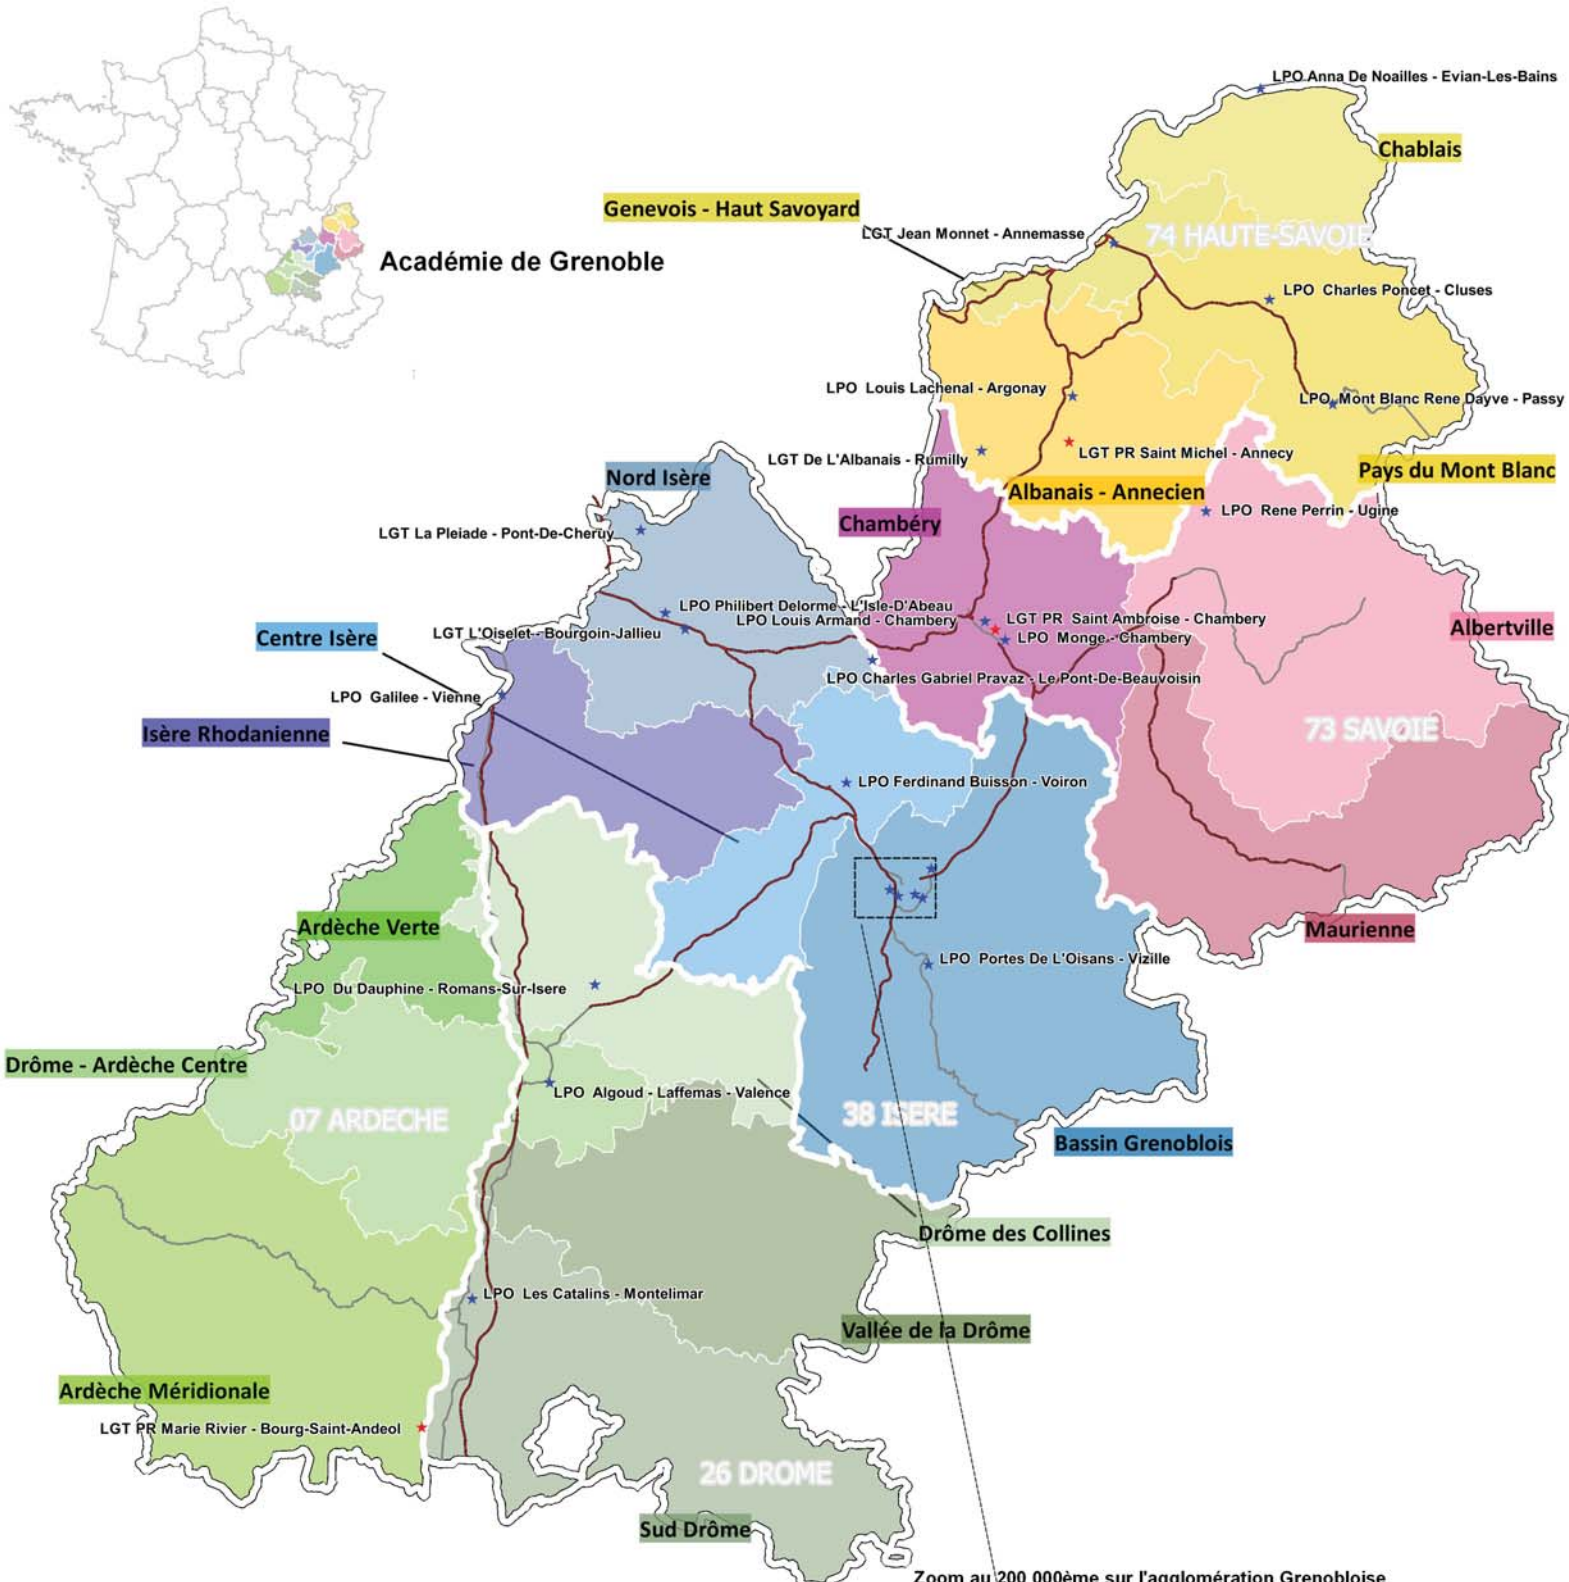 LPO Anna De Noailles - Evian-Les-Bains
Chablais
Genevois - Haut Savoyard
LGT Jean Monnet - Annemasse
74 HAUTE-SAVOIE
Académie de Grenoble
LPO Charles Poncet - Cluses
LPO Louis Lachenal - Argonay
LPO Mont Blanc Rene Dayve - Passy
LGT De L'Albanais - Rumilly
LGT PR Saint Michel - Annecy
Pays du Mont Blanc
Nord Isère
Albanais - Annecien
LPO Rene Perrin - Ugine
Chambéry
LGT La Pleiade - Pont-De-Cheruy
LPO Philibert Delorme - L'Isle-D'Abeau
LPO Louis Armand - Chambery
LGT PR Saint Ambroise - Chambery
Albertville
Centre Isère
LGT L'Oiselet - Bourgoin-Jallieu
LPO Monge - Chambery
LPO Charles Gabriel Pravaz - Le Pont-De-Beauvoisin
LPO Galilee - Vienne
Isère Rhodanienne
73 SAVOIE
LPO Ferdinand Buisson - Voiron
Ardèche Verte
Maurienne
LPO Portes De L'Oisans - Vizille
LPO Du Dauphine - Romans-Sur-Isere
Drôme - Ardèche Centre
LPO Algoud - Laffemas - Valence
07 ARDECHE
38 ISERE
Bassin Grenoblois
Drôme des Collines
LPO Les Catalins - Montelimar
Vallée de la Drôme
Ardèche Méridionale
LGT PR Marie Rivier - Bourg-Saint-Andeol
26 DROME
Sud Drôme
Zoom au 200 000ème sur l'agglomération Grenobloise